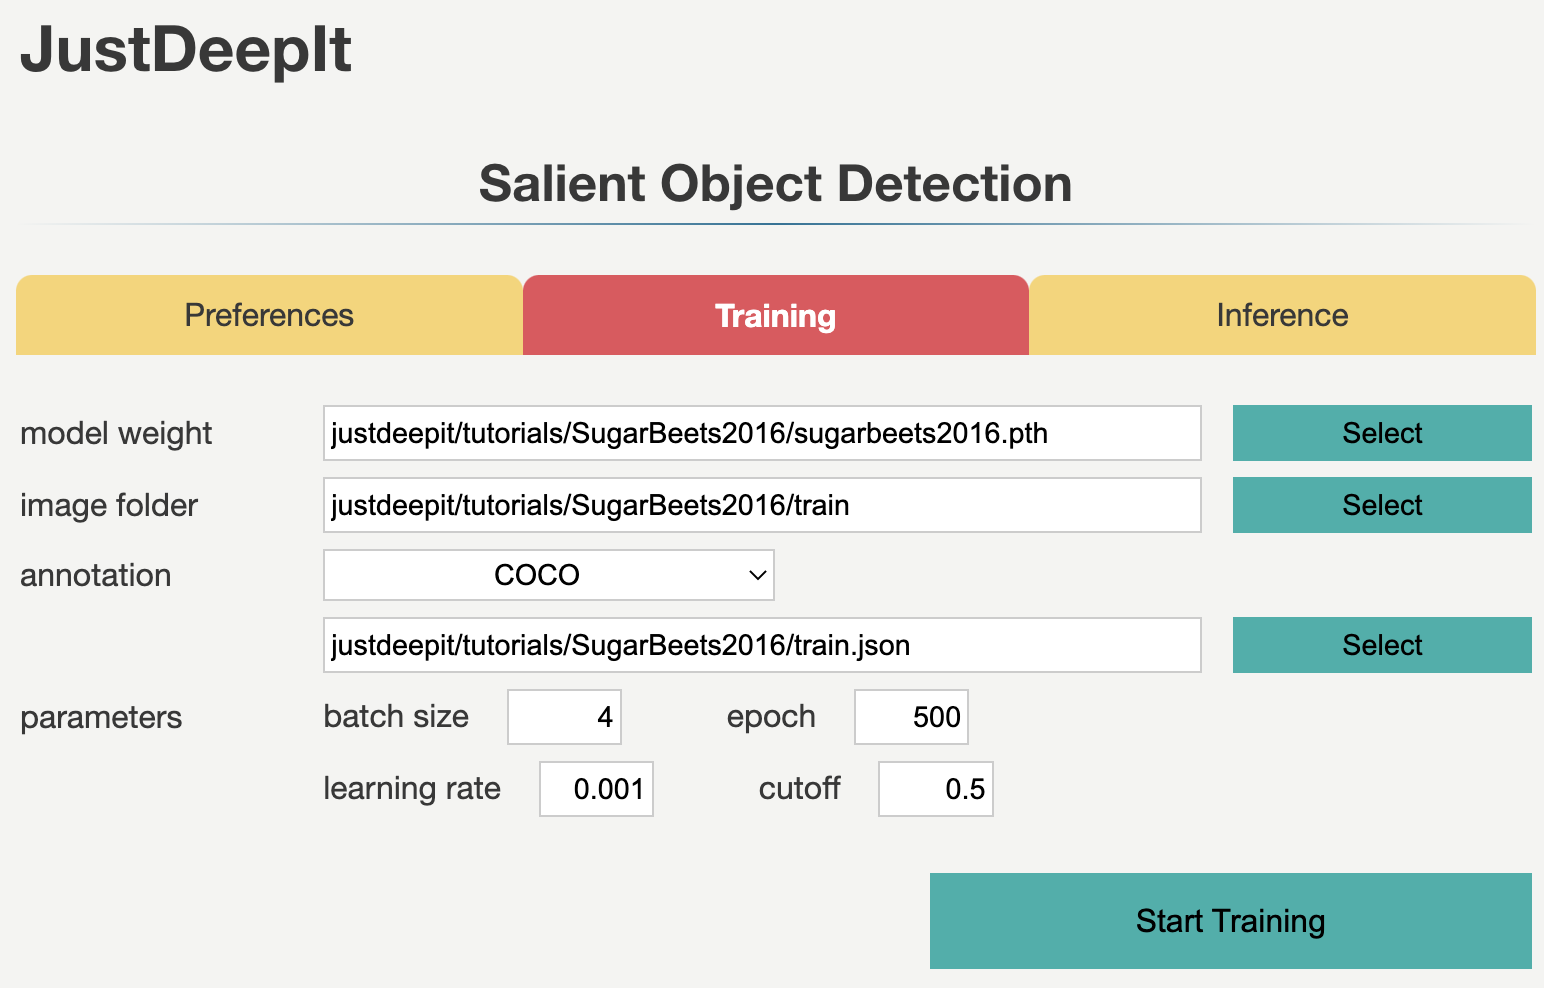 JustDeepIt
Salient Object Detection
Preferences Training Inference
model weight justdeepit/tutorials/SugarBeets2016/sugarbeets2016.pth Select
image folder justdeepit/tutorials/SugarBeets2016/train Select
annotation COCO
justdeepit/tutorials/SugarBeets2016/train.json Select
parameters batch size 4 epoch 500
learning rate 0.001 cutoff 0.5
Start Training